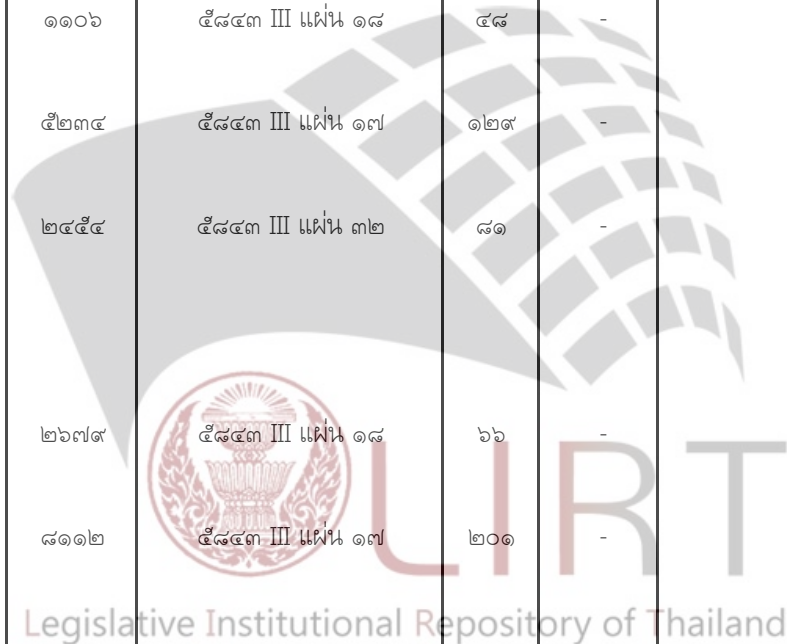 ๑๑๐๖ ๕๘๔๓ III แผ่น ๑๘ ๔๘ -
๕๒๓๔ ๕๘๔๓ III แผ่น ๑๗ ๑๒๙ -
๒๔๕๔ ๕๘๔๓ III แผ่น ๓๒ ๘๑ -
๒๖๗๙ ๕๘๔๓ III แผ่น ๑๘ ๖๖ -
๘๑๑๒ ๕๘๔๓ III แผ่น ๑๗ ๒๐๑ -
LIRT
Legislative Institutional Repository of Thailand